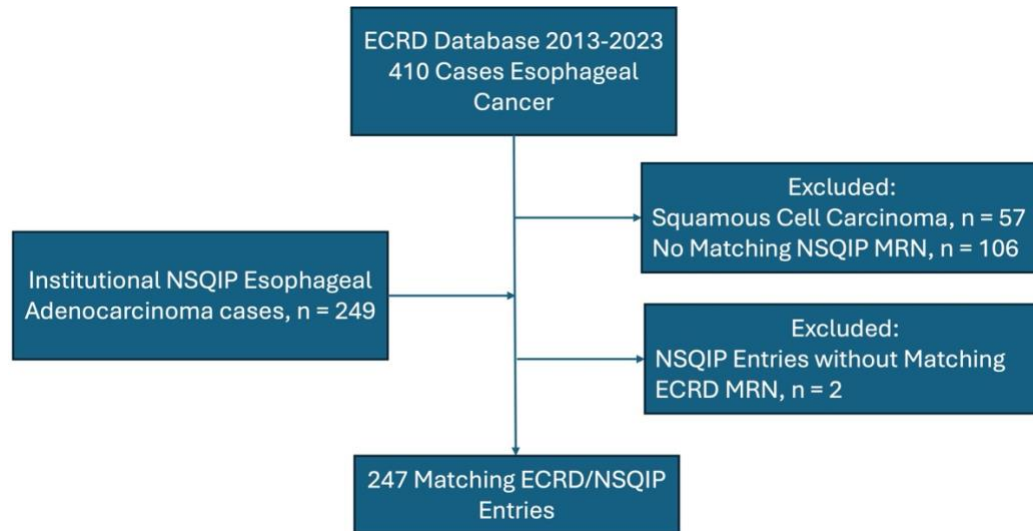 ECRD Database 2013-2023
410 Cases Esophageal
Cancer
Excluded:
Squamous Cell Carcinoma, n = 57
No Matching NSQIP MRN, n = 106
Institutional NSQIP Esophageal
Adenocarcinoma cases, n = 249
Excluded:
NSQIP Entries without Matching
ECRD MRN, n = 2
247 Matching ECRD/NSQIP
Entries